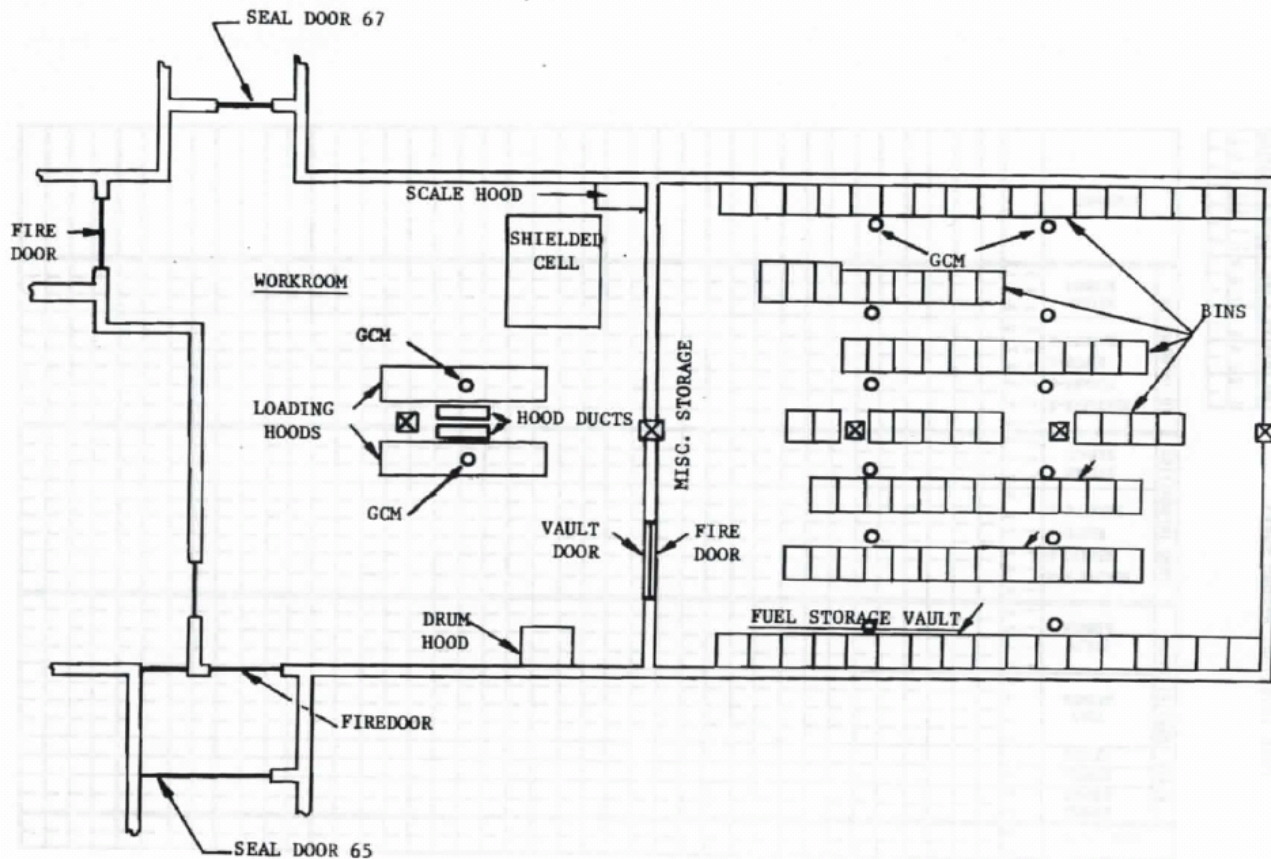 SEAL DOOR 67
SCALE HOOD
FIRE
DOOR
SHIELDED
CELL
GCM
WORKROOM
BINS
GCM
MISC. STORAGE
LOADING
HOODS
HOOD DUCTS
GCM
VAULT
DOOR
FIRE
DOOR
DRUM
HOOD
FUEL STORAGE VAULT
FIREDOOR
SEAL DOOR 65